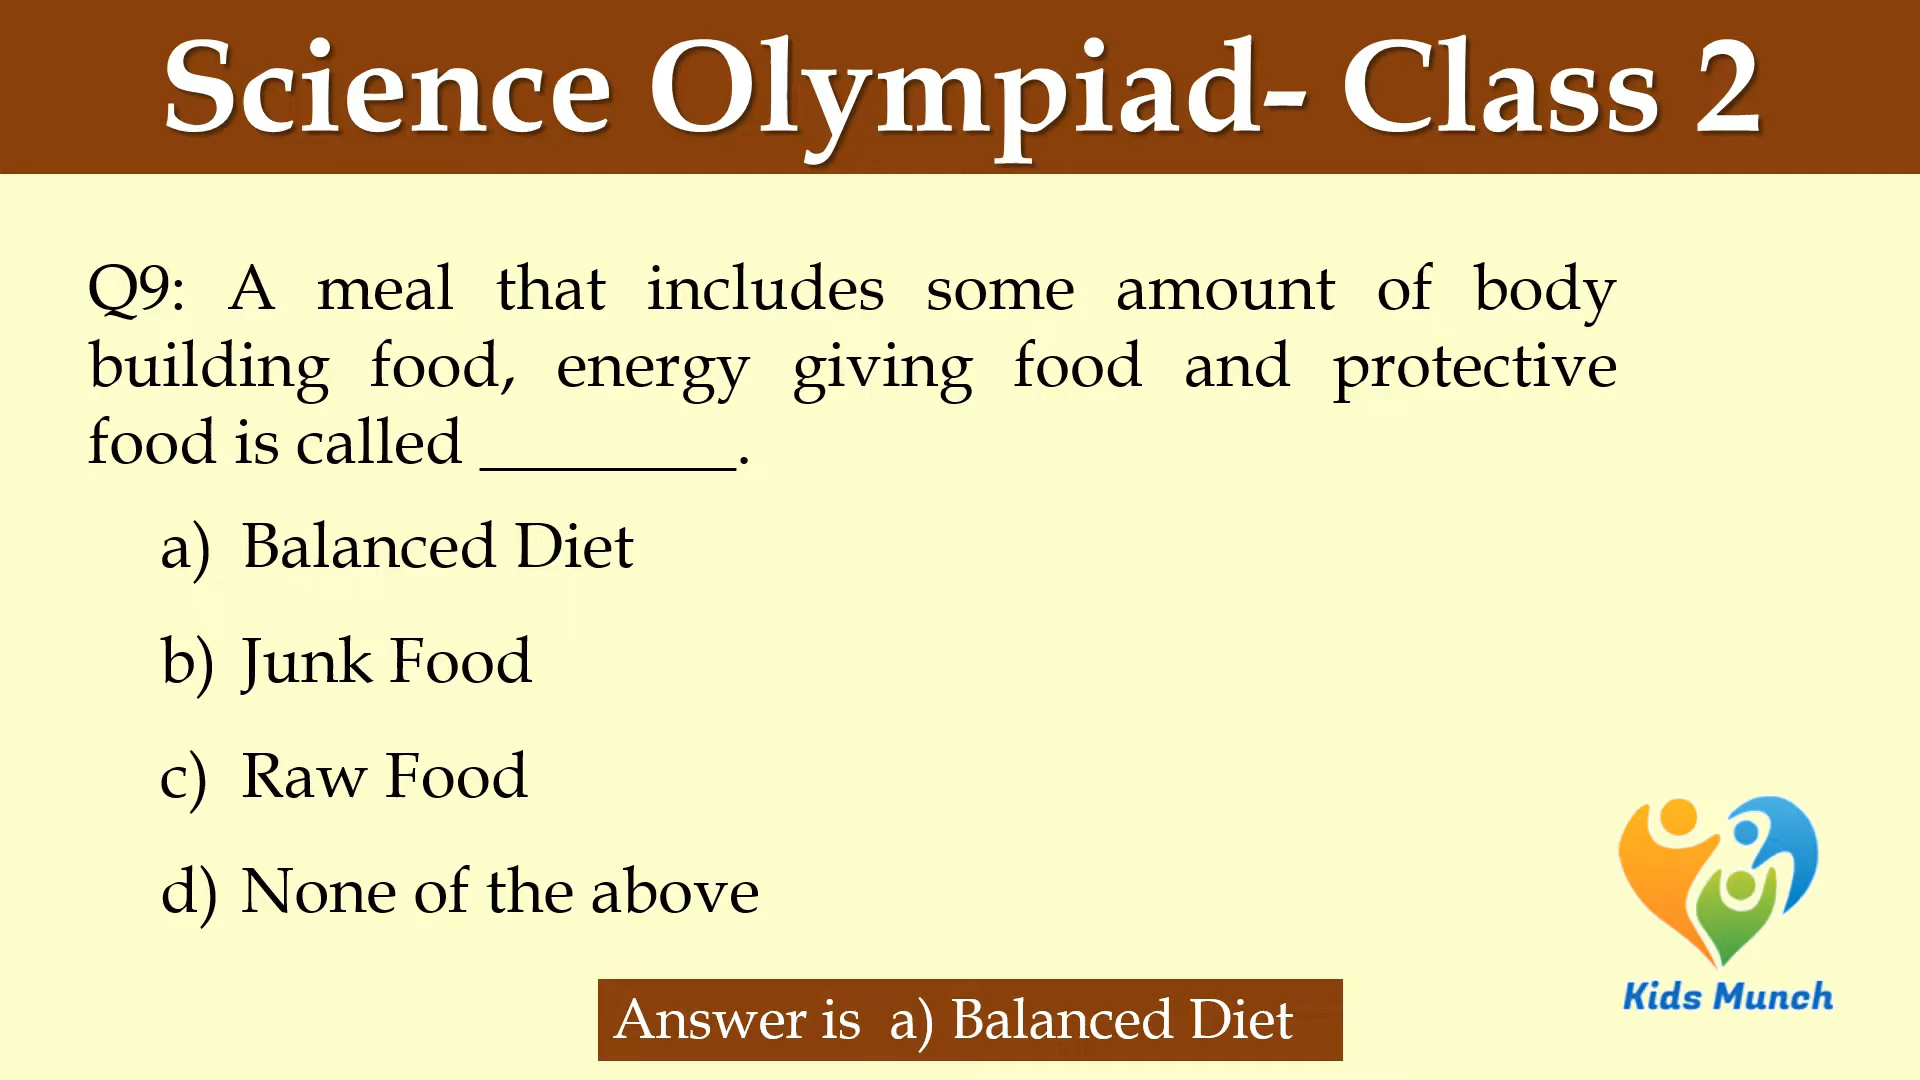 Science Olympiad- Class 2
Q9: A meal that includes some amount of body
building food, energy giving food and protective
food is called ________.
a) Balanced Diet
b) Junk Food
c) Raw Food
d) None of the above
Kids Munch
Answer is a) Balanced Diet